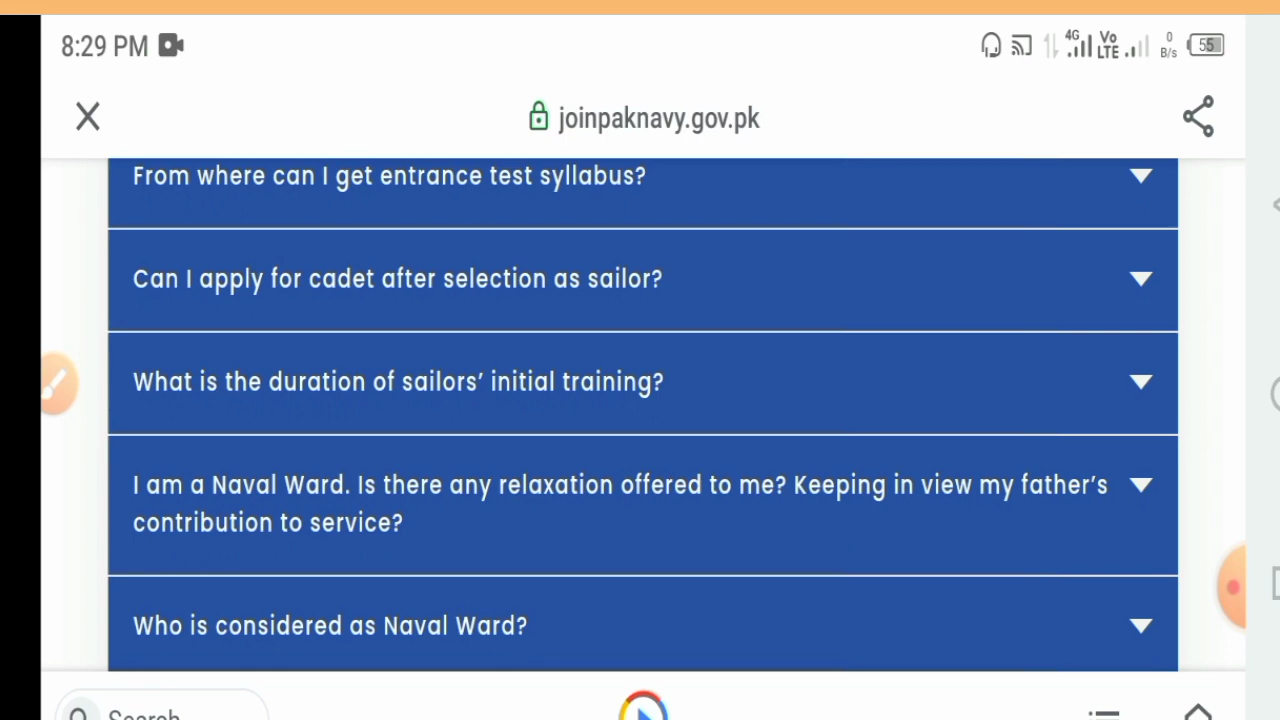 8:29 PM
4G Vo LTE 0 B/s 55
joinpaknavy.gov.pk
From where can I get entrance test syllabus?
Can I apply for cadet after selection as sailor?
What is the duration of sailors' initial training?
I am a Naval Ward. Is there any relaxation offered to me? Keeping in view my father's
contribution to service?
Who is considered as Naval Ward?
Search